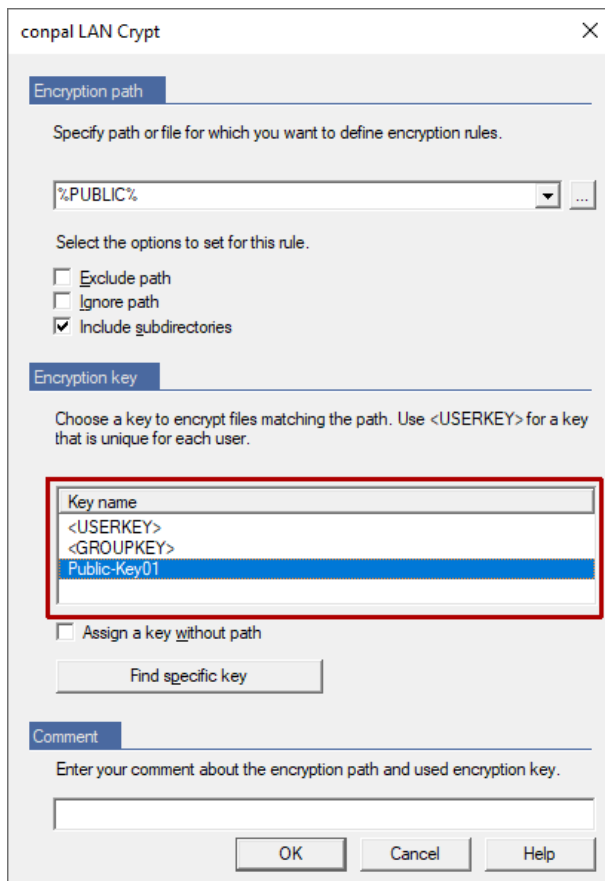 conpal LAN Crypt
Encryption path
Specify path or file for which you want to define encryption rules.
%PUBLIC%
...
Select the options to set for this rule.
Exclude path
Ignore path
Include subdirectories
Encryption key
Choose a key to encrypt files matching the path. Use <USERKEY> for a key
that is unique for each user.
Key name
<USERKEY>
<GROUPKEY>
Public-Key01
Assign a key without path
Find specific key
Comment
Enter your comment about the encryption path and used encryption key.
OK Cancel Help